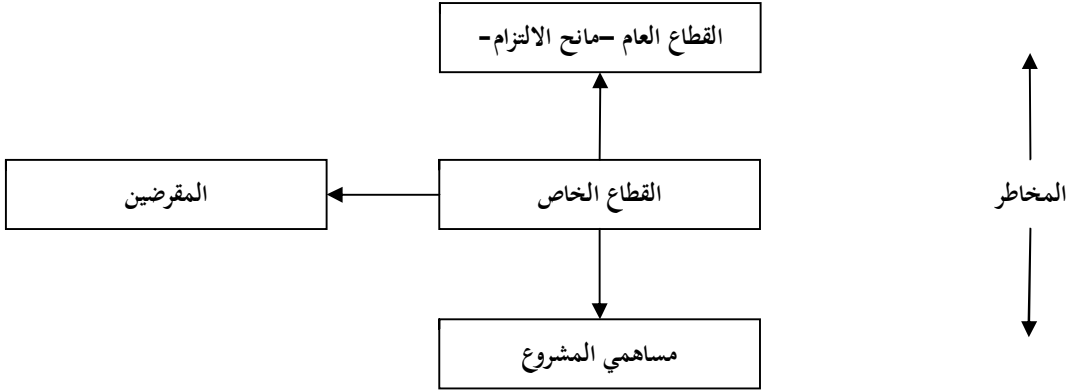 القطاع العام –مانح الالتزام-
القطاع الخاص
المقرضين
المخاطر
مساهمي المشروع